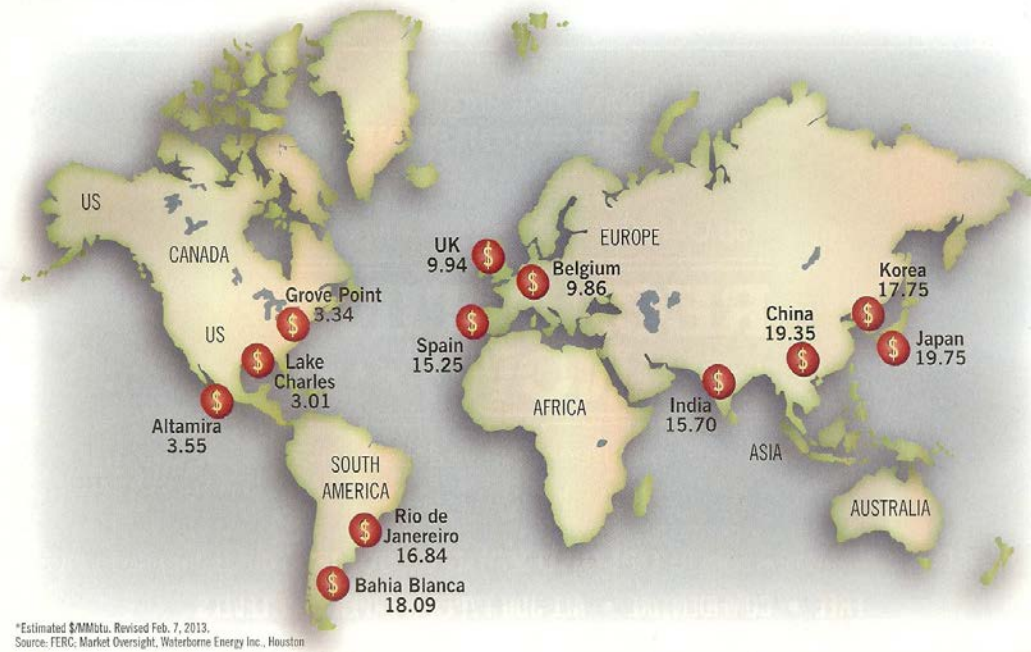 US
CANADA
Grove Point
3.34
US
Lake
Charles
3.01
Altamira
3.55
SOUTH
AMERICA
Rio de
Janereiro
16.84
Bahia Blanca
18.09
UK
9.94
EUROPE
Belgium
9.86
Spain
15.25
AFRICA
Korea
17.75
China
19.35
Japan
19.75
India
15.70
ASIA
AUSTRALIA
*Estimated $/MMbtu. Revised Feb. 7, 2013.
Source: FERC; Market Oversight, Waterborne Energy Inc., Houston